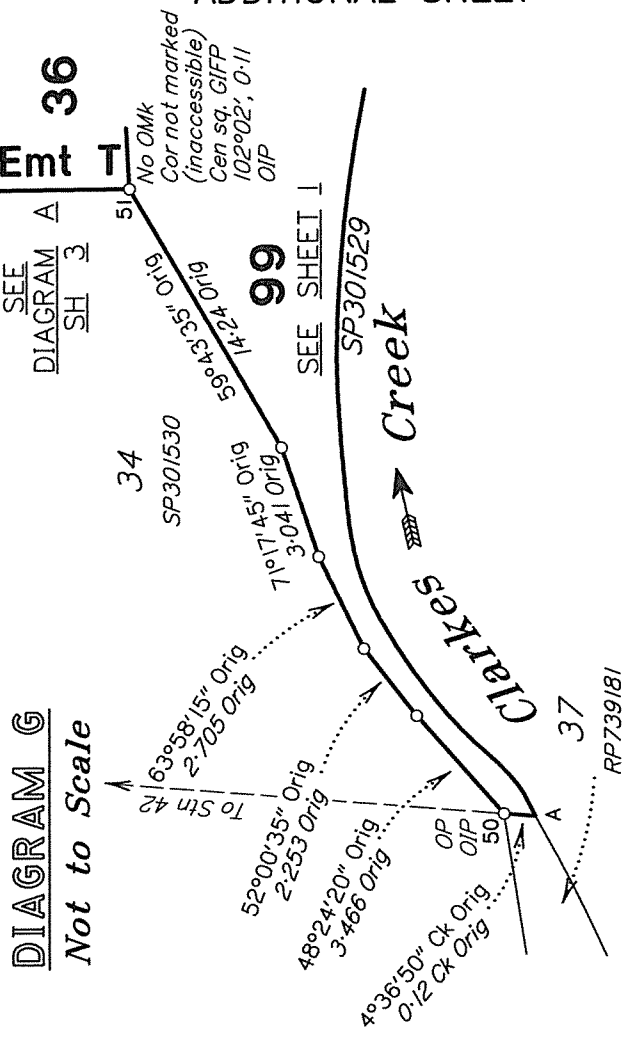 ADDITIONAL SHEET
DIAGRAM G
Not to Scale
SEE
DIAGRAM A
SH 3
Emt T
36
51
No OMk
Cor not marked
(inaccessible)
Cen sq. GIFP
102°02', 0·11
OIP
34
SP301530
59°43'35" Orig
14·24 Orig
99
SEE SHEET 1
SP301529
71°17'45" Orig
3·041 Orig
63°58'15" Orig
2·705 Orig
52°00'35" Orig
2·253 Orig
48°24'20" Orig
3·466 Orig
4°36'50" Ck Orig
0·12 Ck Orig
To Stn 42
OP
OIP
50
A
Clarkes Creek
37
RP739181